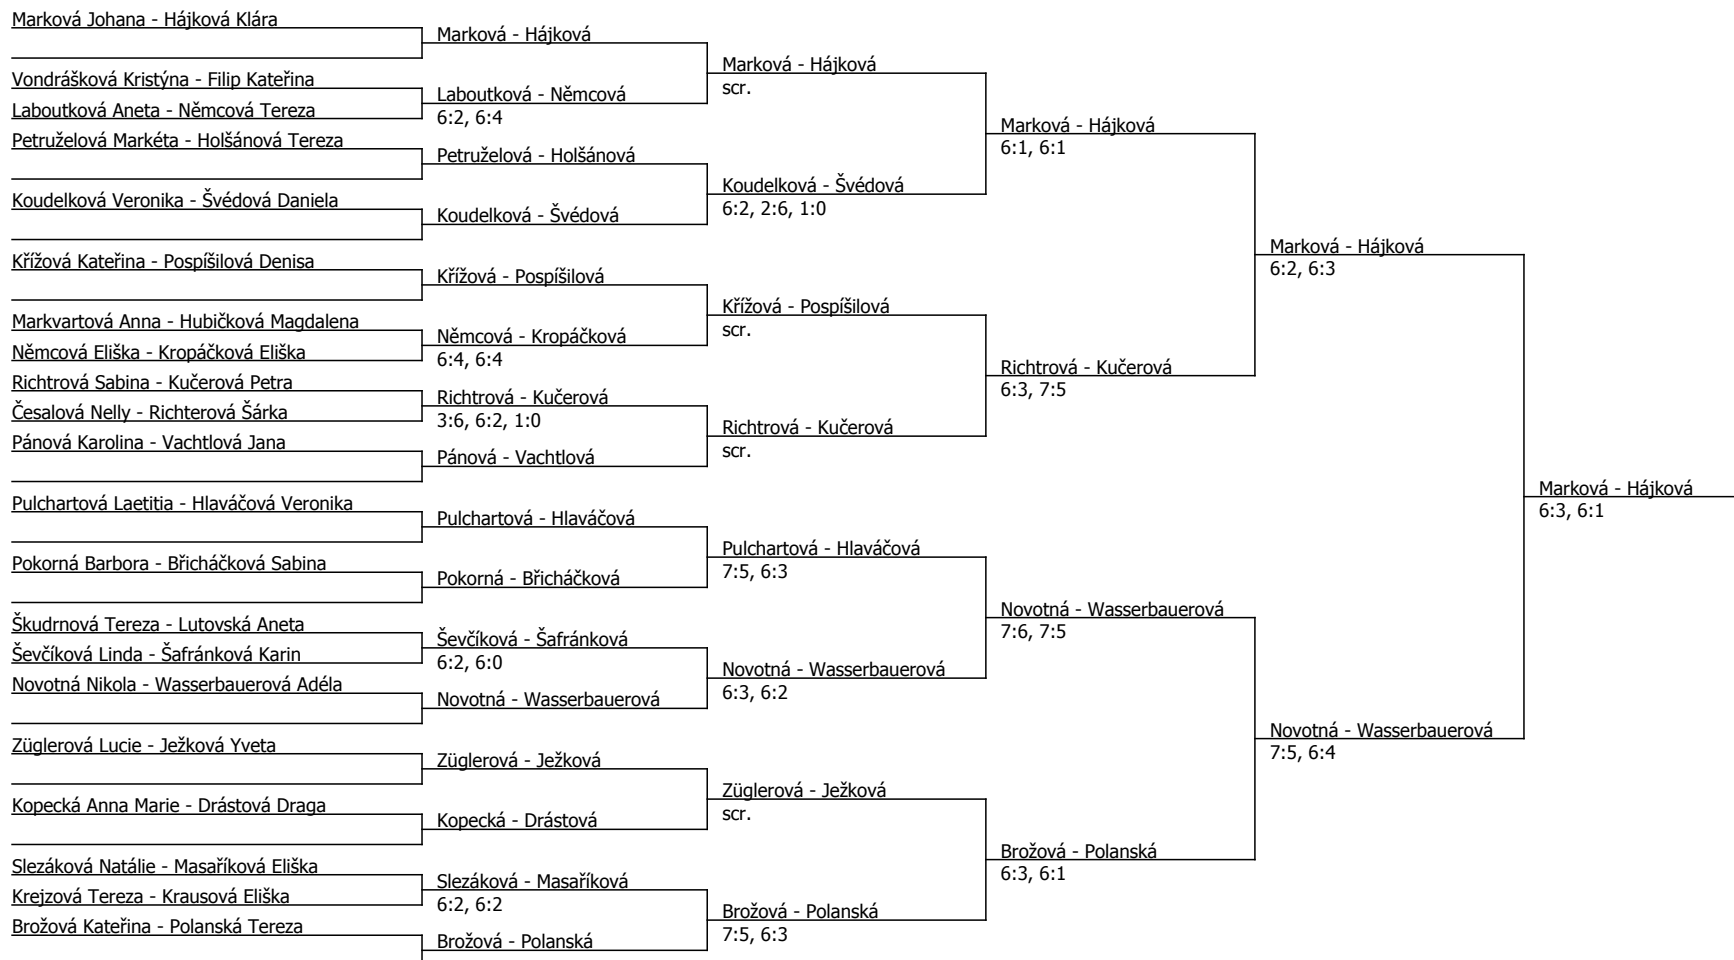 Marková Johana - Hájková Klára
Vondrášková Kristýna - Filip Kateřina
Laboutková Aneta - Němcová Tereza
Petruželová Markéta - Holšánová Tereza
Koudelková Veronika - Švédová Daniela
Křížová Kateřina - Pospíšilová Denisa
Markvartová Anna - Hubičková Magdalena
Němcová Eliška - Kropáčková Eliška
Richtrová Sabina - Kučerová Petra
Česalová Nelly - Richterová Šárka
Pánová Karolina - Vachtlová Jana
Pulchartová Laetitia - Hlaváčová Veronika
Pokorná Barbora - Břicháčková Sabina
Škudrnová Tereza - Lutovská Aneta
Ševčíková Linda - Šafránková Karin
Novotná Nikola - Wasserbauerová Adéla
Züglerová Lucie - Ježková Yveta
Kopecká Anna Marie - Drástová Draga
Slezáková Natálie - Masaříková Eliška
Krejzová Tereza - Krausová Eliška
Brožová Kateřina - Polanská Tereza
Marková - Hájková
Laboutková - Němcová
6:2, 6:4
Petruželová - Holšánová
Koudelková - Švédová
Křížová - Pospíšilová
Němcová - Kropáčková
6:4, 6:4
Richtrová - Kučerová
3:6, 6:2, 1:0
Pánová - Vachtlová
Pulchartová - Hlaváčová
Pokorná - Břicháčková
Ševčíková - Šafránková
6:2, 6:0
Novotná - Wasserbauerová
Züglerová - Ježková
Kopecká - Drástová
Slezáková - Masaříková
6:2, 6:2
Brožová - Polanská
Marková - Hájková
scr.
Koudelková - Švédová
6:2, 2:6, 1:0
Křížová - Pospíšilová
scr.
Richtrová - Kučerová
scr.
Pulchartová - Hlaváčová
7:5, 6:3
Novotná - Wasserbauerová
6:3, 6:2
Züglerová - Ježková
scr.
Brožová - Polanská
7:5, 6:3
Marková - Hájková
6:1, 6:1
Richtrová - Kučerová
6:3, 7:5
Novotná - Wasserbauerová
7:6, 7:5
Brožová - Polanská
6:3, 6:1
Marková - Hájková
6:2, 6:3
Novotná - Wasserbauerová
7:5, 6:4
Marková - Hájková
6:3, 6:1